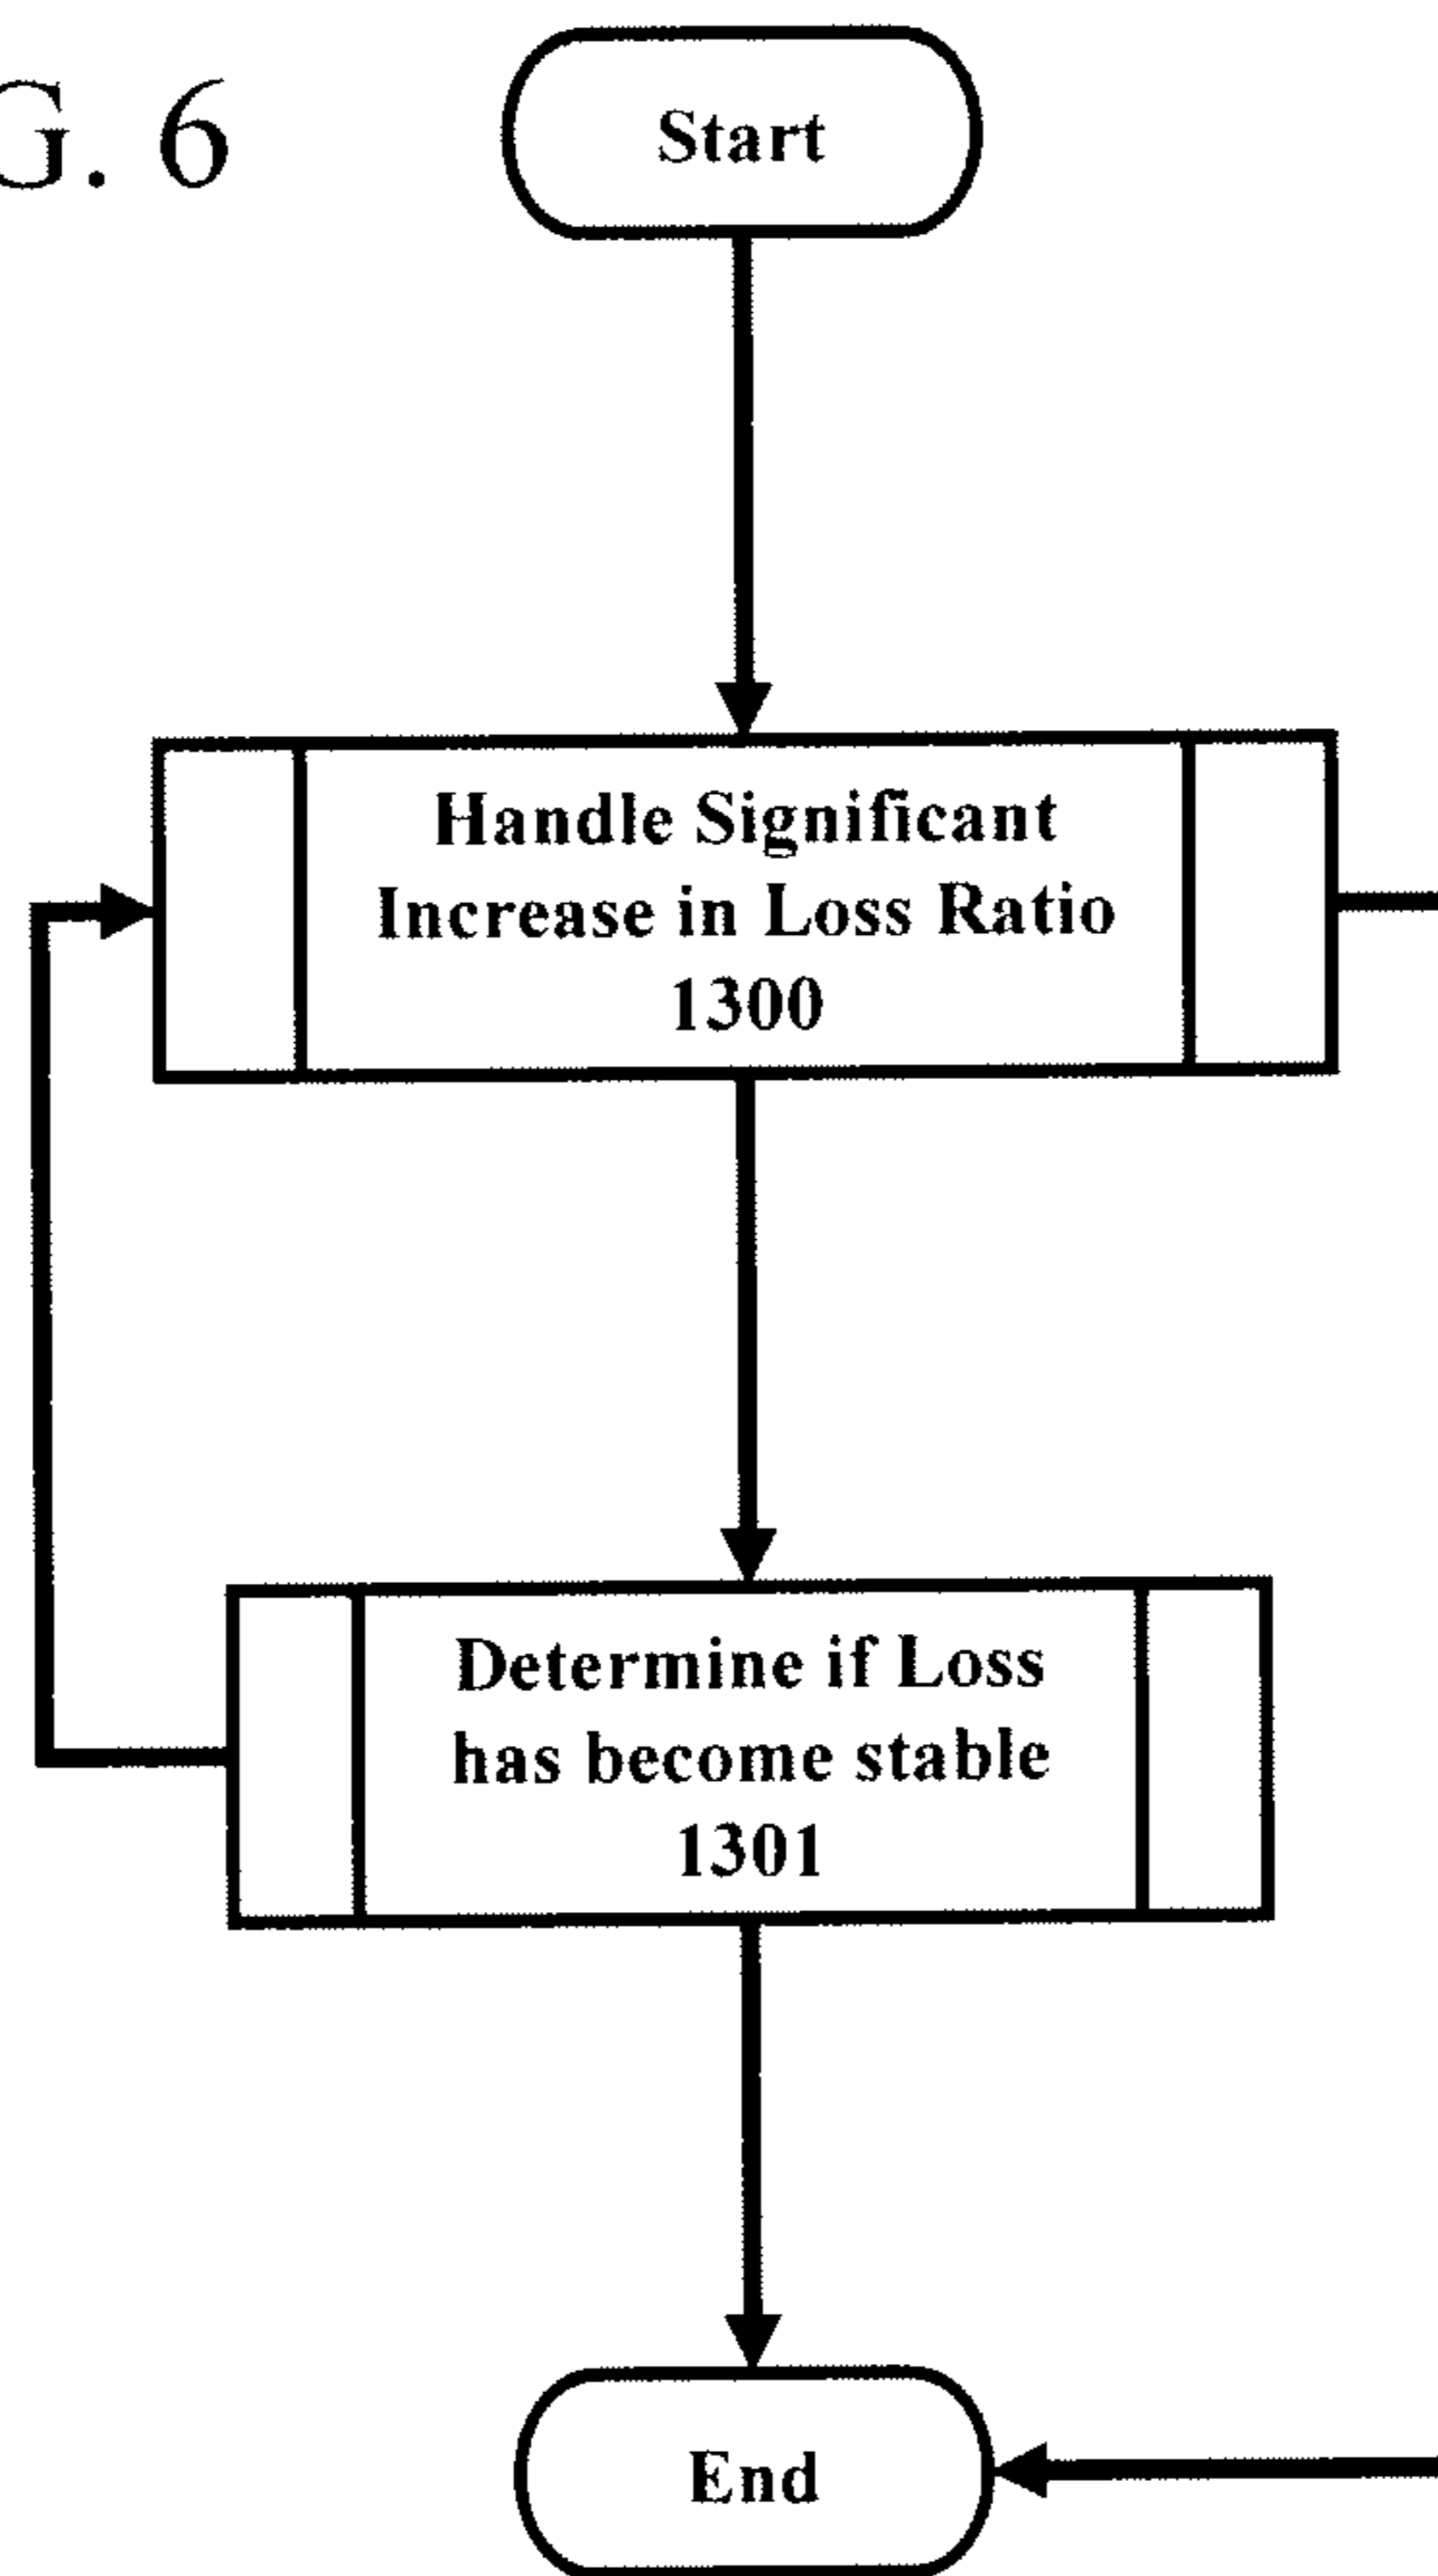 G. 6
Start
Handle Significant
Increase in Loss Ratio
1300
Determine if Loss
has become stable
1301
End